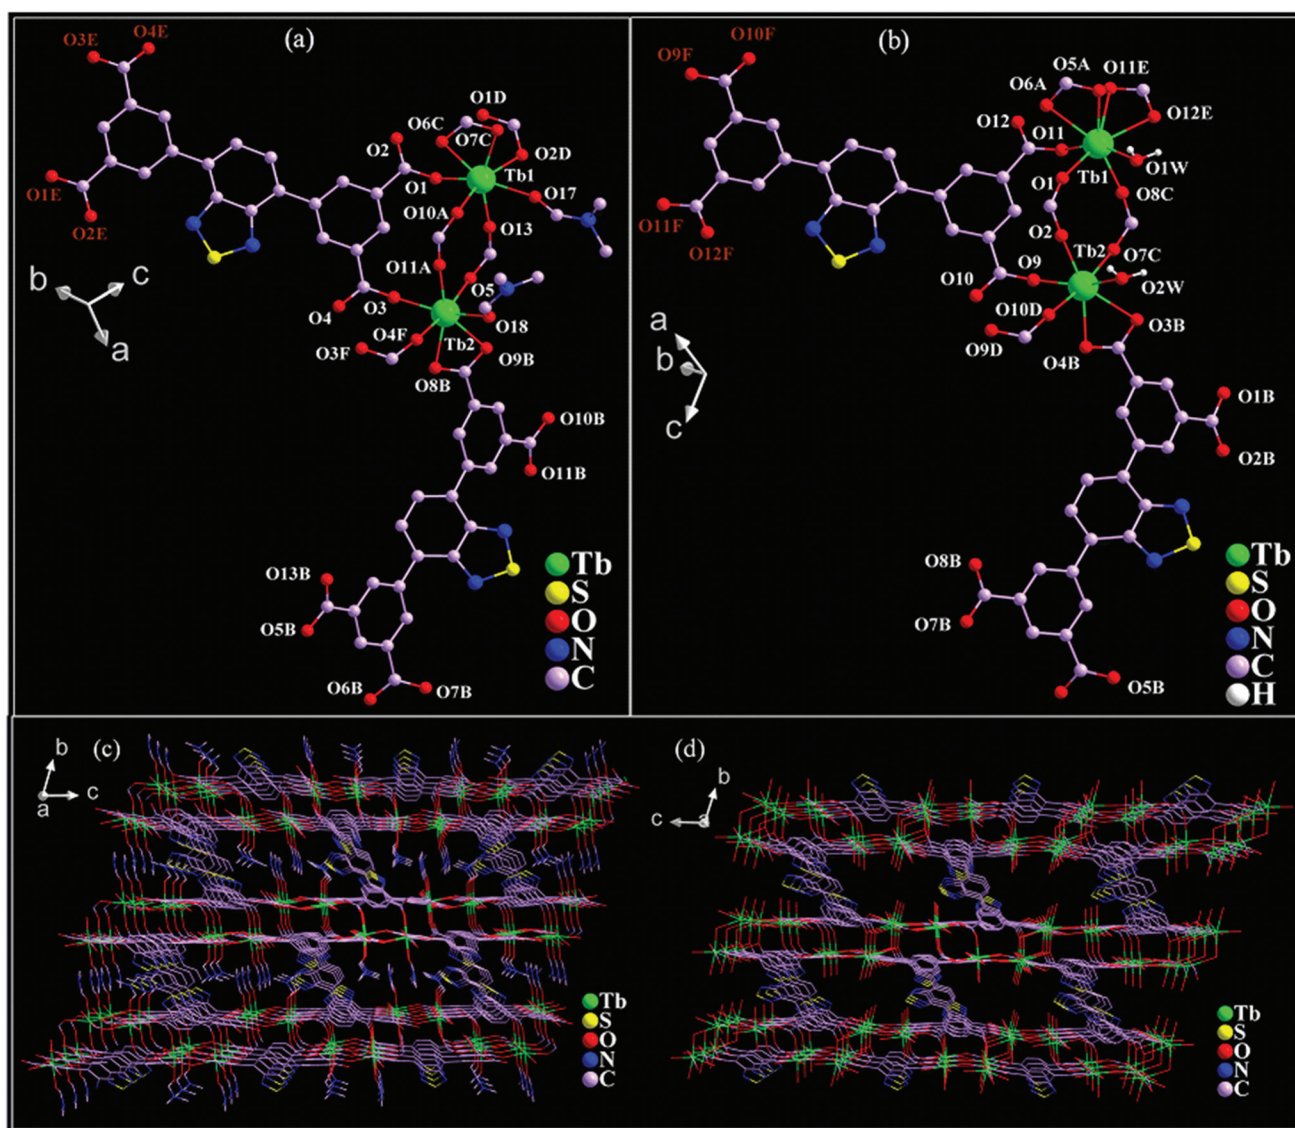 (a)
O3E O4E
O1D
O6C
O7C
O2
O2D
O1
Tb1
O17
O1E
O10A
O2E
O13
O11A
O3
O5
O4
O18
O4F
Tb2
O3F
O9B
O8B
O10B
O11B
O13B
O5B
O6B
O7B
b
c
a
Tb
S
O
N
C
(b)
O10F
O9F
O5A
O11E
O6A
O12
O11
O12E
O1W
Tb1
O1
O8C
O11F
O2
Tb2
O12F
O9
O7C
O10
O2W
O10D
O3B
O9D
O4B
O1B
O2B
O8B
O7B
O5B
a
b
c
Tb
S
O
N
C
H
(c)
b
a
c
Tb
S
O
N
C
(d)
b
c
a
Tb
S
O
N
C